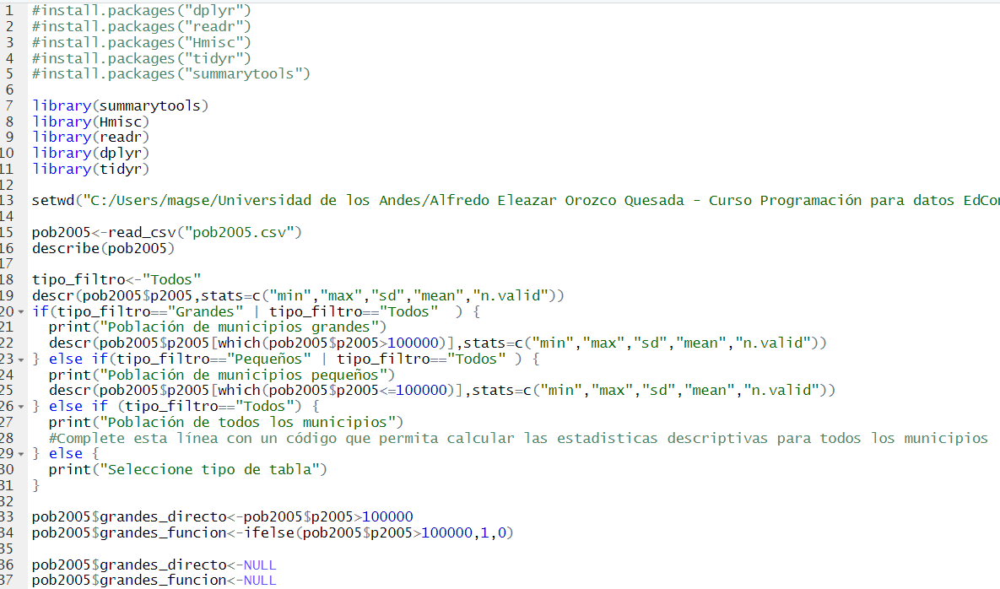 1 #install.packages("dplyr")
2 #install.packages("readr")
3 #install.packages("Hmisc")
4 #install.packages("tidyr")
5 #install.packages("summarytools")
6
7 library(summarytools)
8 library(Hmisc)
9 library(readr)
10 library(dplyr)
11 library(tidyr)
12
13 setwd("C:/Users/magse/Universidad de los Andes/Alfredo Eleazar Orozco Quesada - Curso Programación para datos EdCon
14
15 pob2005<-read_csv("pob2005.csv")
16 describe(pob2005)
17
18 tipo_filtro<-"Todos"
19 descr(pob2005$p2005,stats=c("min","max","sd","mean","n.valid"))
20 if(tipo_filtro=="Grandes" | tipo_filtro=="Todos"  ) {
21   print("Población de municipios grandes")
22   descr(pob2005$p2005[which(pob2005$p2005>100000)],stats=c("min","max","sd","mean","n.valid"))
23 } else if(tipo_filtro=="Pequeños" | tipo_filtro=="Todos" ) {
24   print("Población de municipios pequeños")
25   descr(pob2005$p2005[which(pob2005$p2005<=100000)],stats=c("min","max","sd","mean","n.valid"))
26 } else if (tipo_filtro=="Todos") {
27   print("Población de todos los municipios")
28   #Complete esta línea con un código que permita calcular las estadisticas descriptivas para todos los municipios
29 } else {
30   print("Seleccione tipo de tabla")
31 }
32
33 pob2005$grandes_directo<-pob2005$p2005>100000
34 pob2005$grandes_funcion<-ifelse(pob2005$p2005>100000,1,0)
35
36 pob2005$grandes_directo<-NULL
37 pob2005$grandes_funcion<-NULL